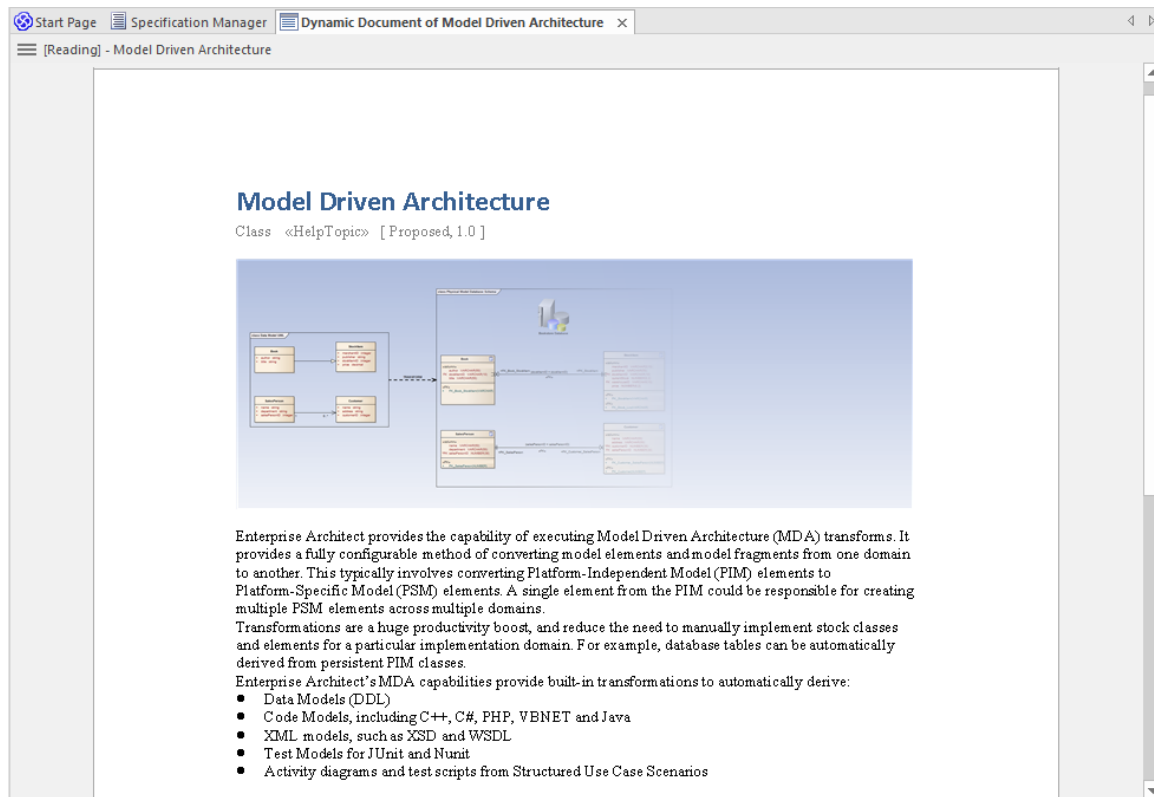 Start Page
Specification Manager
Dynamic Document of Model Driven Architecture
[Reading] - Model Driven Architecture
Model Driven Architecture
Class «HelpTopic» [ Proposed, 1.0 ]
Book
SalesPerson
Customer
Book
SalesPerson
Enterprise Architect provides the capability of executing Model Driven Architecture (MDA) transforms. It
provides a fully configurable method of converting model elements and model fragments from one domain
to another. This typically involves converting Platform-Independent Model (PIM) elements to
Platform-Specific Model (PSM) elements. A single element from the PIM could be responsible for creating
multiple PSM elements across multiple domains.
Transformations are a huge productivity boost, and reduce the need to manually implement stock classes
and elements for a particular implementation domain. For example, database tables can be automatically
derived from persistent PIM classes.
Enterprise Architect's MDA capabilities provide built-in transformations to automatically derive:
Data Models (DDL)
Code Models, including C++, C#, PHP, VBNET and Java
XML models, such as XSD and WSDL
Test Models for JUnit and Nunit
Activity diagrams and test scripts from Structured Use Case Scenarios